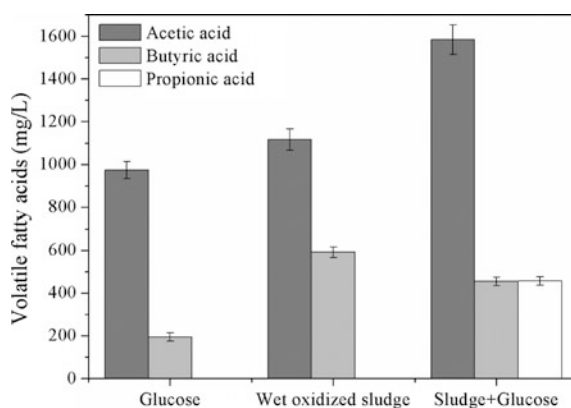 Volatile fatty acids (mg/L)
1600
1400
1200
1000
800
600
400
200
0
Acetic acid
Butyric acid
Propionic acid
Glucose
Wet oxidized sludge
Sludge+Glucose